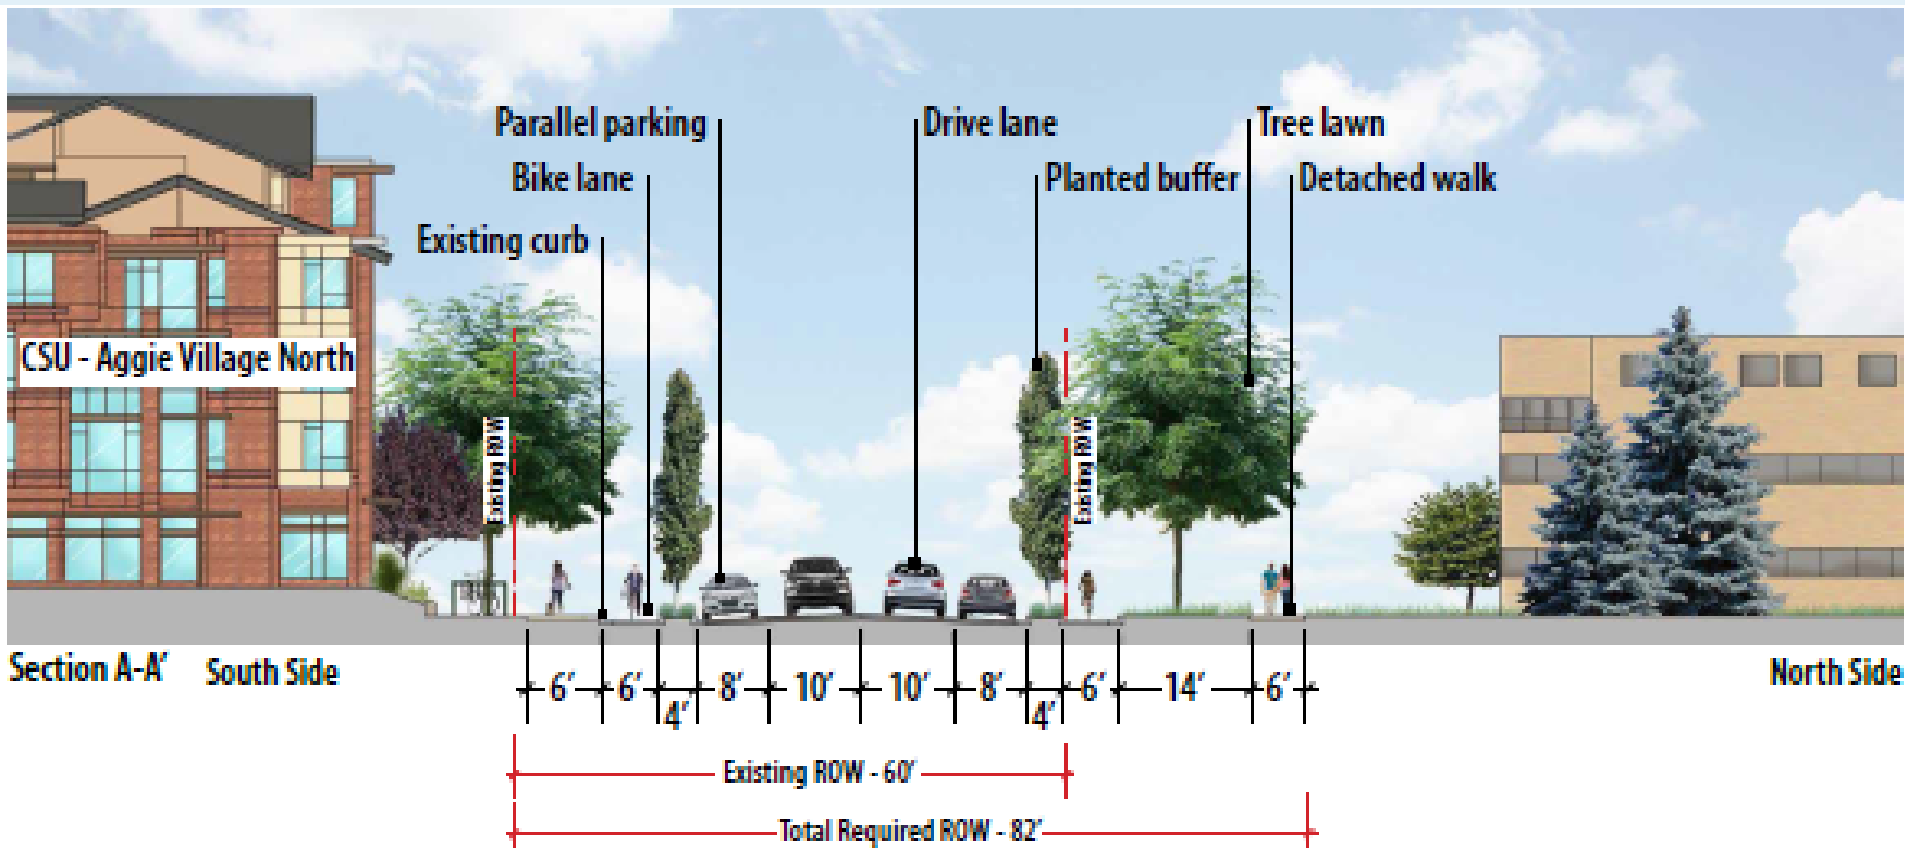 Parallel parking
Drive lane
Tree lawn
Bike lane
Planted buffer
Detached walk
Existing curb
CSU - Aggie Village North
Existing ROW
Existing ROW
Section A-A'
South Side
North Side
6' 6' 4' 8' 10' 10' 8' 4' 6' 14' 6'
Existing ROW - 60'
Total Required ROW - 82'